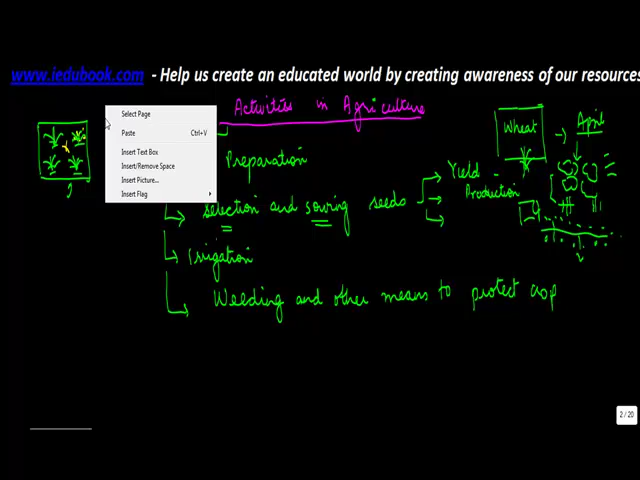 www.iedubook.com - Help us create an educated world by creating awareness of our resources
Activities in Agriculture
Select Page
Paste Ctrl+V
Insert Text Box
Insert/Remove Space
Insert Picture...
Insert Flag
Wheat
April
Preparation
Yield -
Production
Selection and sowing seeds
Irrigation
Weeding and other means to protect crop
2 / 20